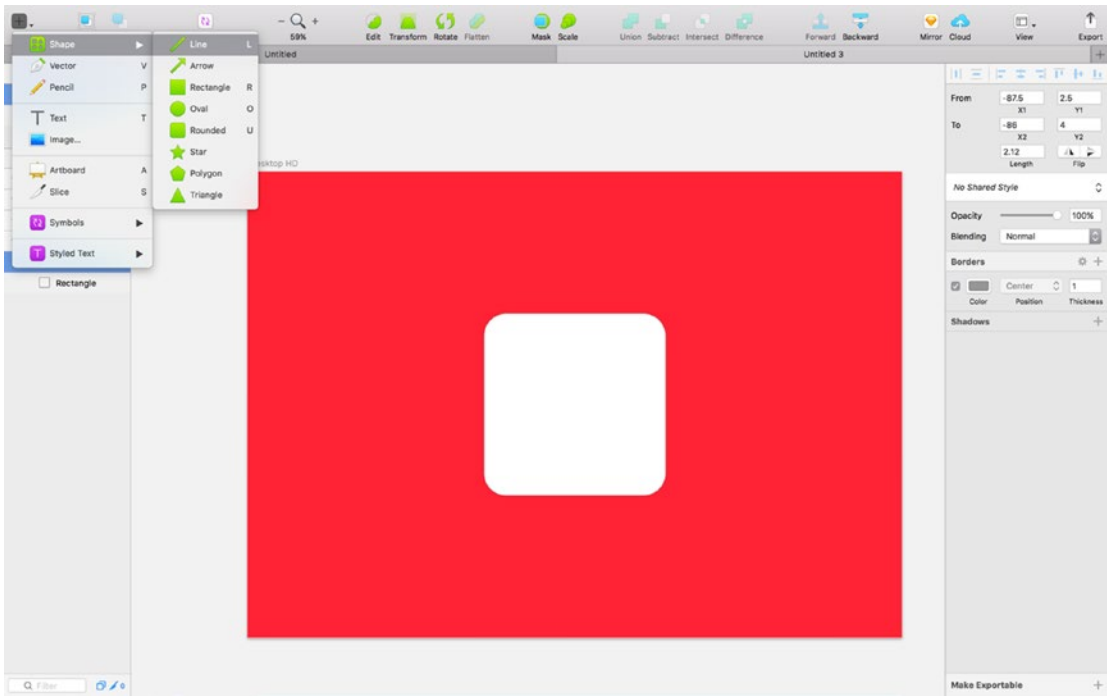 59%
Edit Transform Rotate Flatten Mask Scale Union Subtract Intersect Difference Forward Backward Mirror Cloud View Export
Untitled
Untitled 3
Shape
Vector V
Pencil P
Text T
Image...
Artboard A
Slice S
Symbols
Styled Text
Line L
Arrow
Rectangle R
Oval O
Rounded U
Star
Polygon
Triangle
Rectangle
Filter
0
esktop HD
From -87.5 2.5
X1 Y1
To -86 4
X2 Y2
2.12
Length Flip
No Shared Style
Opacity 100%
Blending Normal
Borders
Center 1
Color Position Thickness
Shadows
Make Exportable